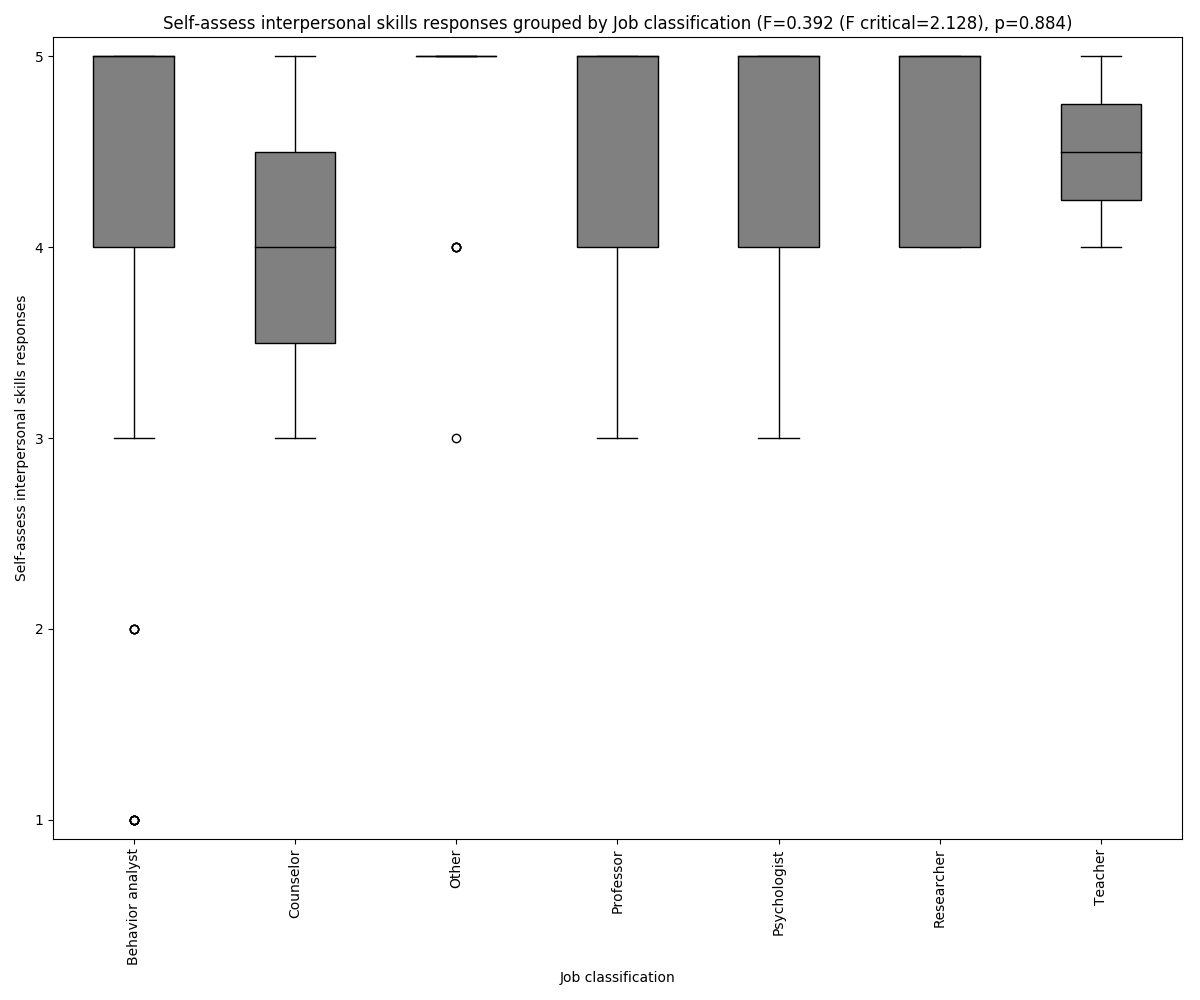 Self-assess interpersonal skills responses grouped by Job classification (F=0.392 (F critical=2.128), p=0.884)
Self-assess interpersonal skills responses
5
4
3
2
1
Behavior analyst
Counselor
Other
Professor
Psychologist
Researcher
Teacher
Job classification